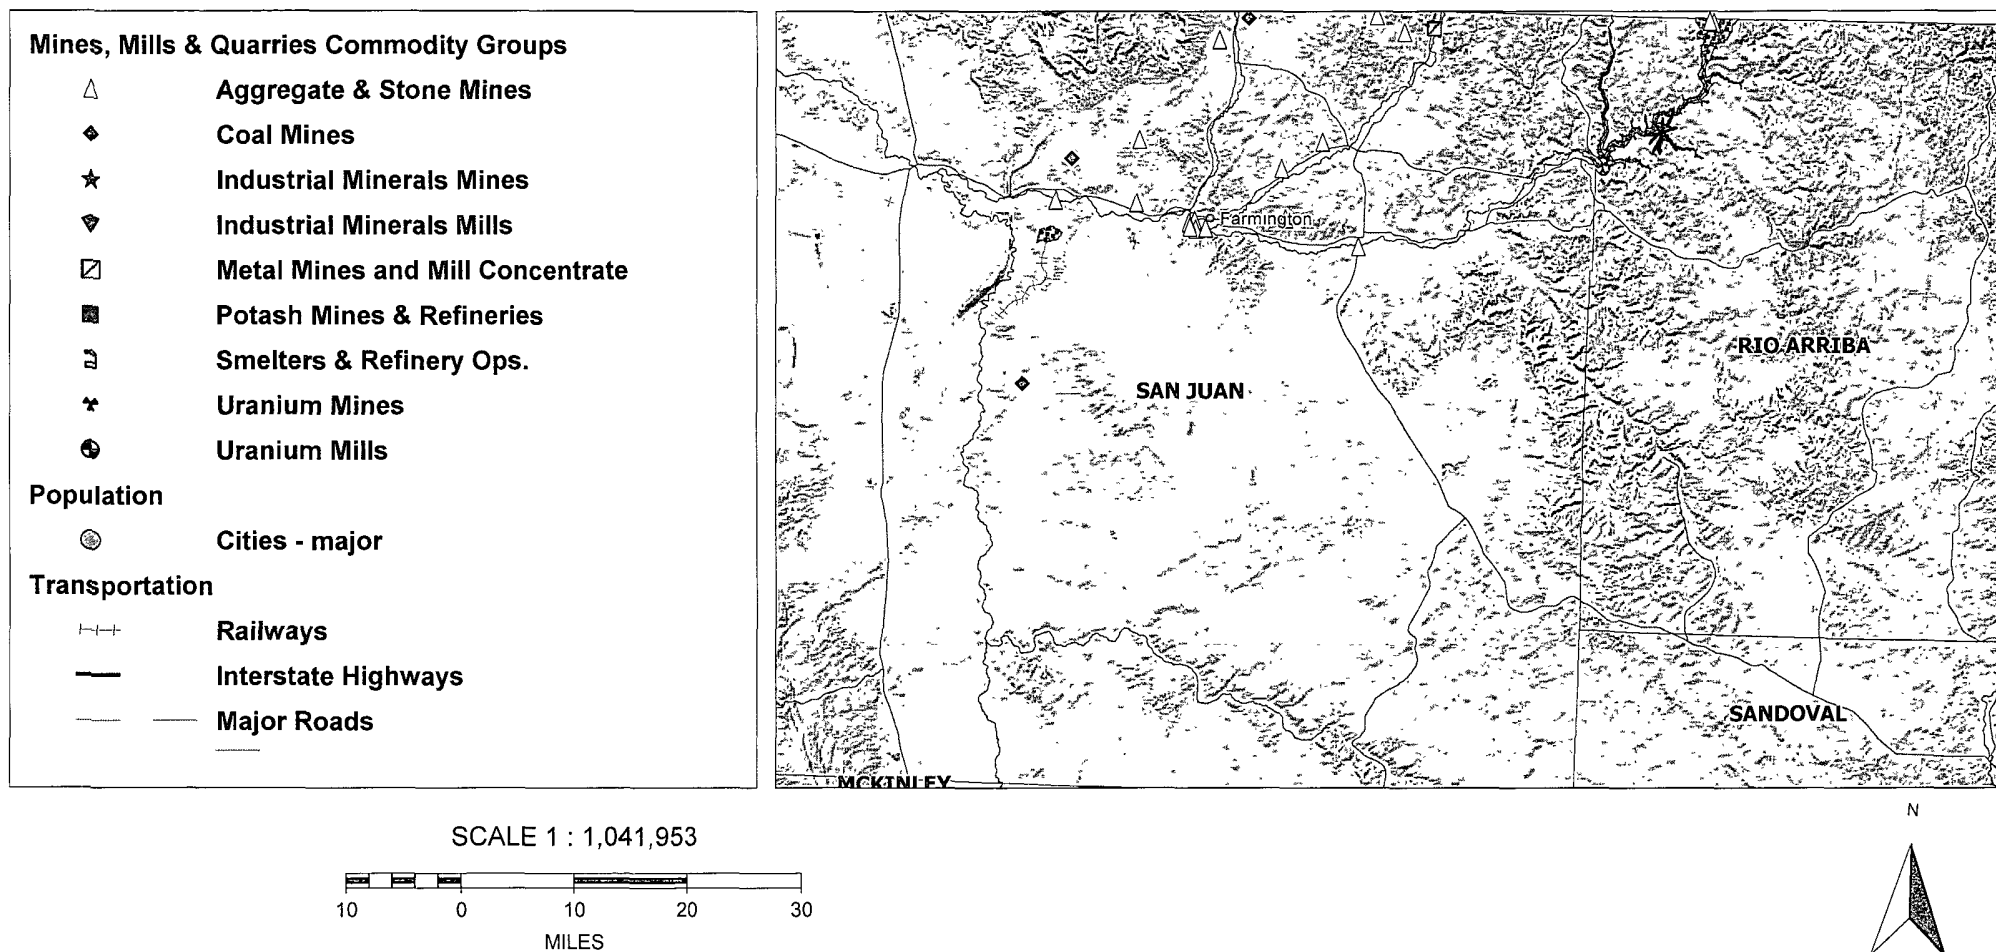 Mines, Mills & Quarries Commodity Groups
Aggregate & Stone Mines
Coal Mines
Industrial Minerals Mines
Industrial Minerals Mills
Metal Mines and Mill Concentrate
Potash Mines & Refineries
Smelters & Refinery Ops.
Uranium Mines
Uranium Mills
Population
Cities - major
Transportation
Railways
Interstate Highways
Major Roads
Farmington
RIO ARRIBA
SAN JUAN
SANDOVAL
MCKINLEY
SCALE 1 : 1,041,953
10 0 10 20 30
MILES
N